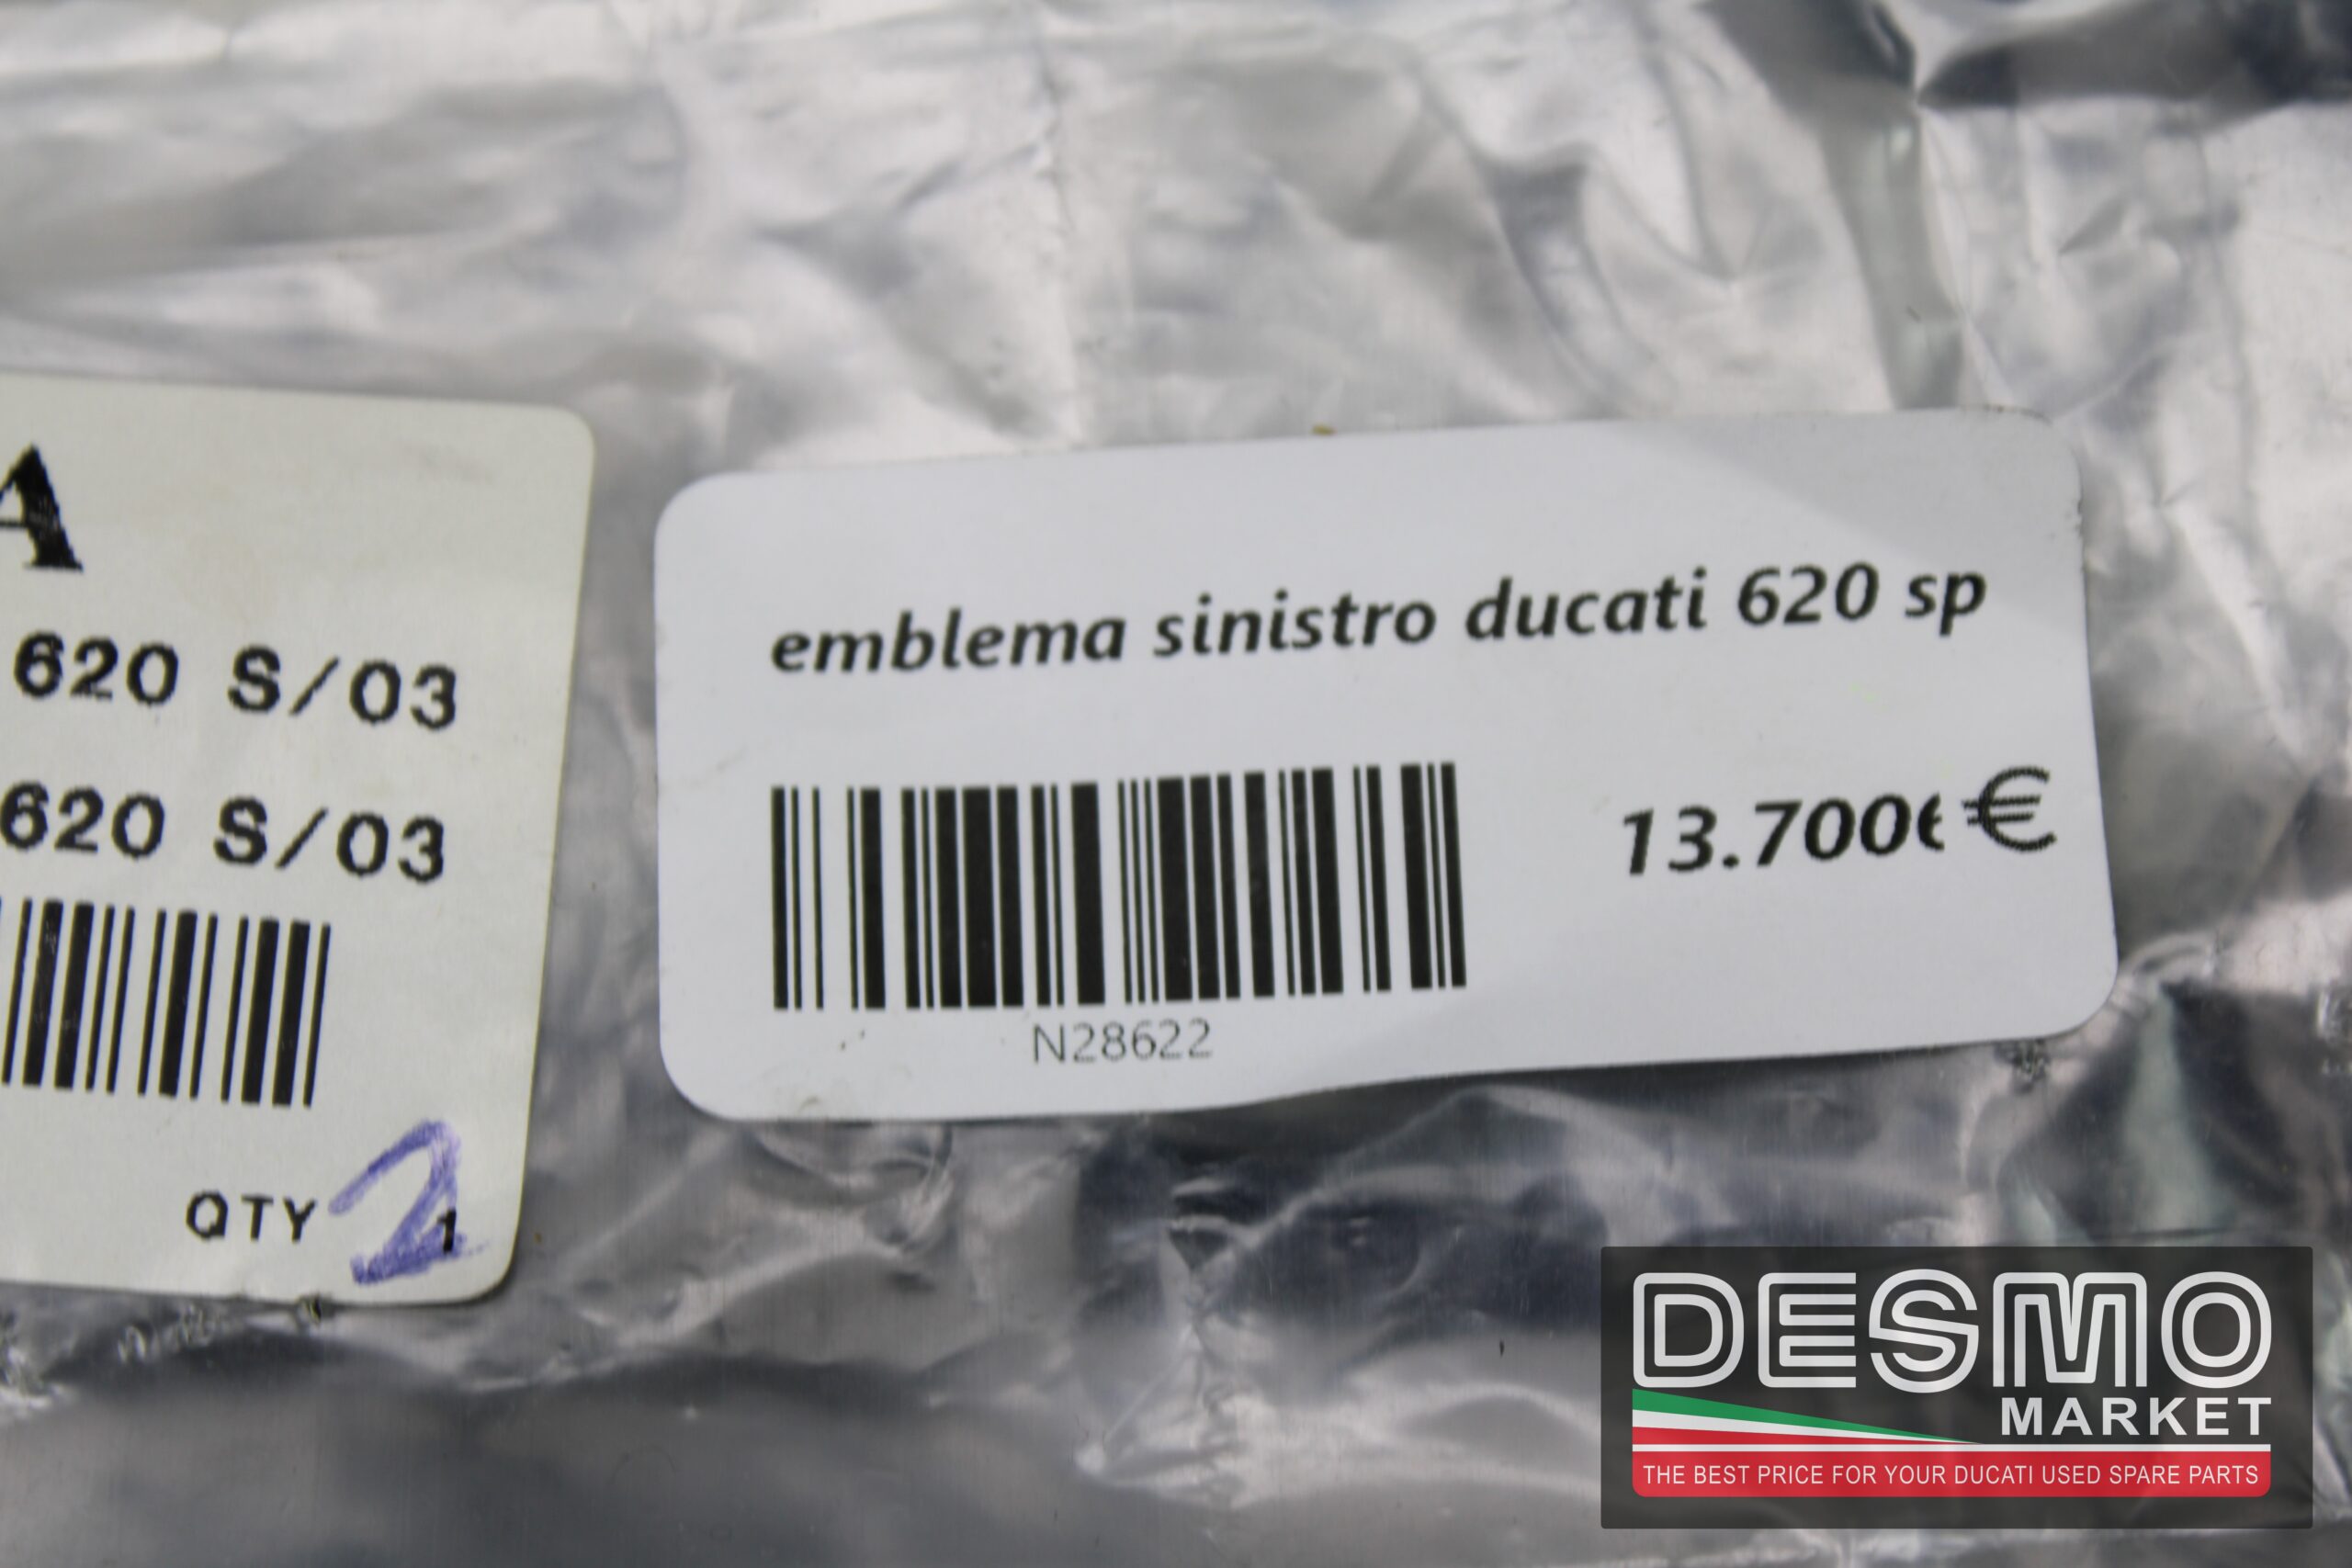 A
620 S/03
620 S/03
QTY 2
1
emblema sinistro ducati 620 sp
13.700€ €
N28622
DESMO
MARKET
THE BEST PRICE FOR YOUR DUCATI USED SPARE PARTS